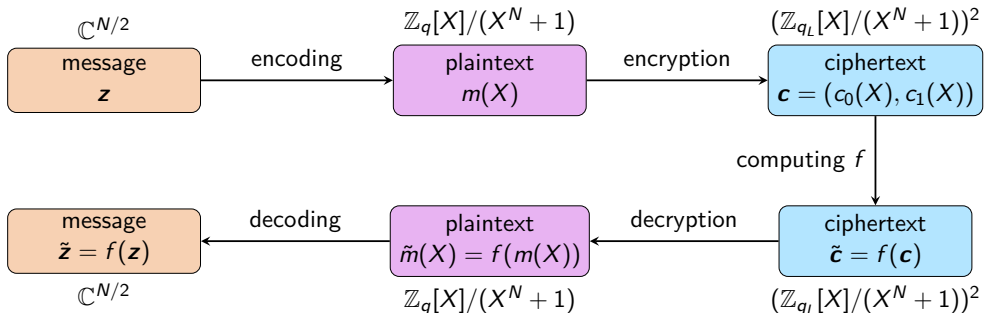 ℂ^{N/2}
ℤ_q[X]/(X^N + 1)
(ℤ_{q_L}[X]/(X^N + 1))^2
message
z
encoding
plaintext
m(X)
encryption
ciphertext
c = (c_0(X), c_1(X))
computing f
message
z̃ = f(z)
decoding
plaintext
m̃(X) = f(m(X))
decryption
ciphertext
c̃ = f(c)
ℂ^{N/2}
ℤ_q[X]/(X^N + 1)
(ℤ_{q_L}[X]/(X^N + 1))^2